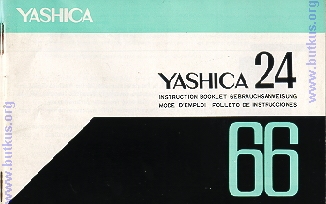 YASHICA
YASHICA 24
INSTRUCTION BOOKLET GEBRAUCHSANWEISUNG
MODE D'EMPLOI FOLLETO DE INSTRUCCIONES
66
www.butkus.org
www.butkus.org